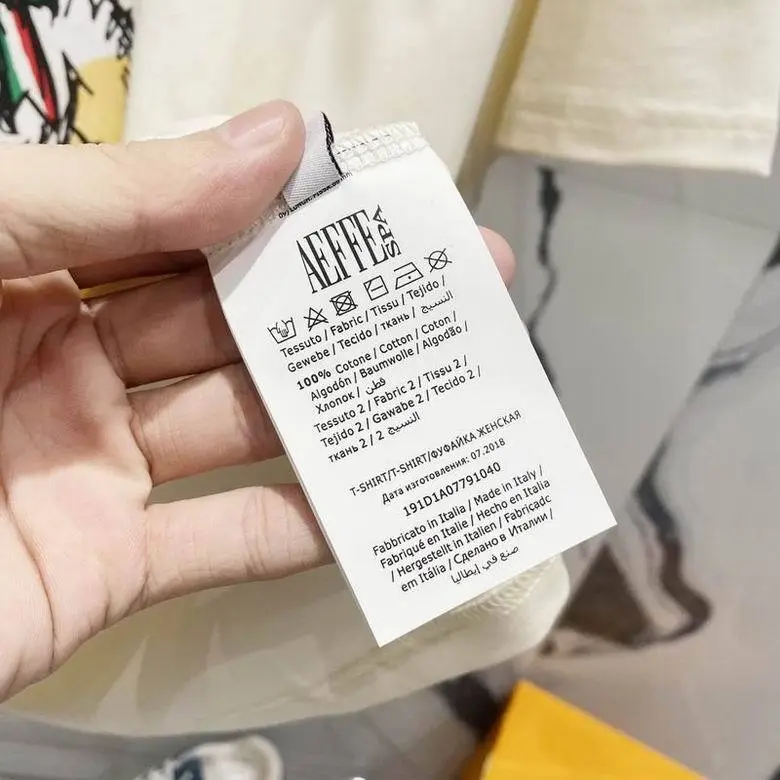 AEFFE SPA
Tessuto / Fabric / Tissu / Tejido /
Gewebe / Tecido / ткань / النسيج
100% Cotone / Cotton / Coton /
Algodón / Baumwolle / Algodão /
Хлопок / قطن
Tessuto 2 / Fabric 2 / Tissu 2 /
Tejido 2 / Gawabe 2 / Tecido 2 /
ткань 2 / النسيج 2
T-SHIRT/T-SHIRT/ФУФАЙКА ЖЕНСКАЯ
Дата изготовления: 07.2018
191D1A07791040
Fabbricato in Italia / Made in Italy /
Fabriqué en Italie / Hecho en Italia
/ Hergestellt in Italien / Fabricadc
em Itália / Сделано в Италии /
صنع في إيطاليا